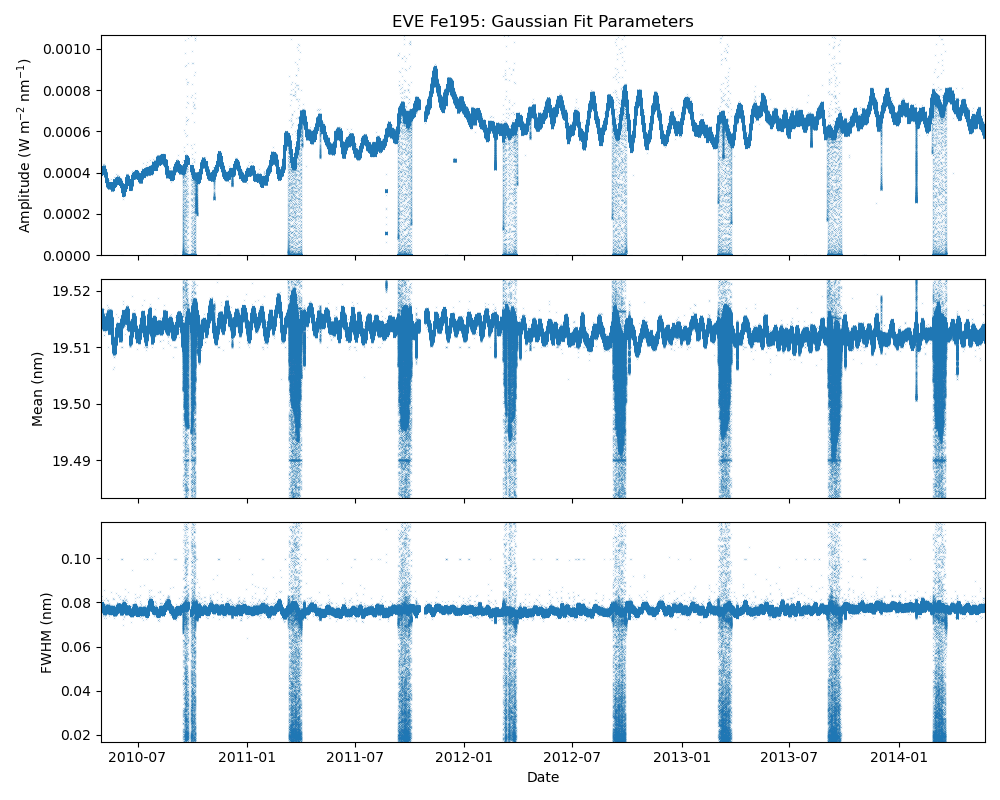 EVE Fe195: Gaussian Fit Parameters
Amplitude (W m⁻² nm⁻¹)
0.0010
0.0008
0.0006
0.0004
0.0002
0.0000
Mean (nm)
19.52
19.51
19.50
19.49
FWHM (nm)
0.10
0.08
0.06
0.04
0.02
2010-07 2011-01 2011-07 2012-01 2012-07 2013-01 2013-07 2014-01
Date